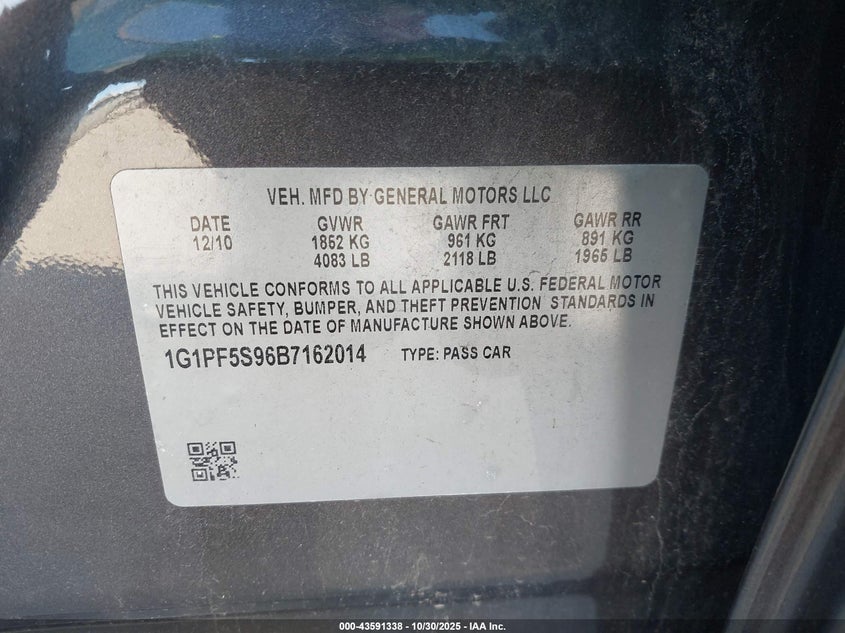 VEH. MFD BY GENERAL MOTORS LLC
DATE GVWR GAWR FRT GAWR RR
12/10 1852 KG 961 KG 891 KG
4083 LB 2118 LB 1965 LB
THIS VEHICLE CONFORMS TO ALL APPLICABLE U.S. FEDERAL MOTOR
VEHICLE SAFETY, BUMPER, AND THEFT PREVENTION STANDARDS IN
EFFECT ON THE DATE OF MANUFACTURE SHOWN ABOVE.
1G1PF5S96B7162014 TYPE: PASS CAR
000-43591338 - 10/30/2025 - IAA Inc.